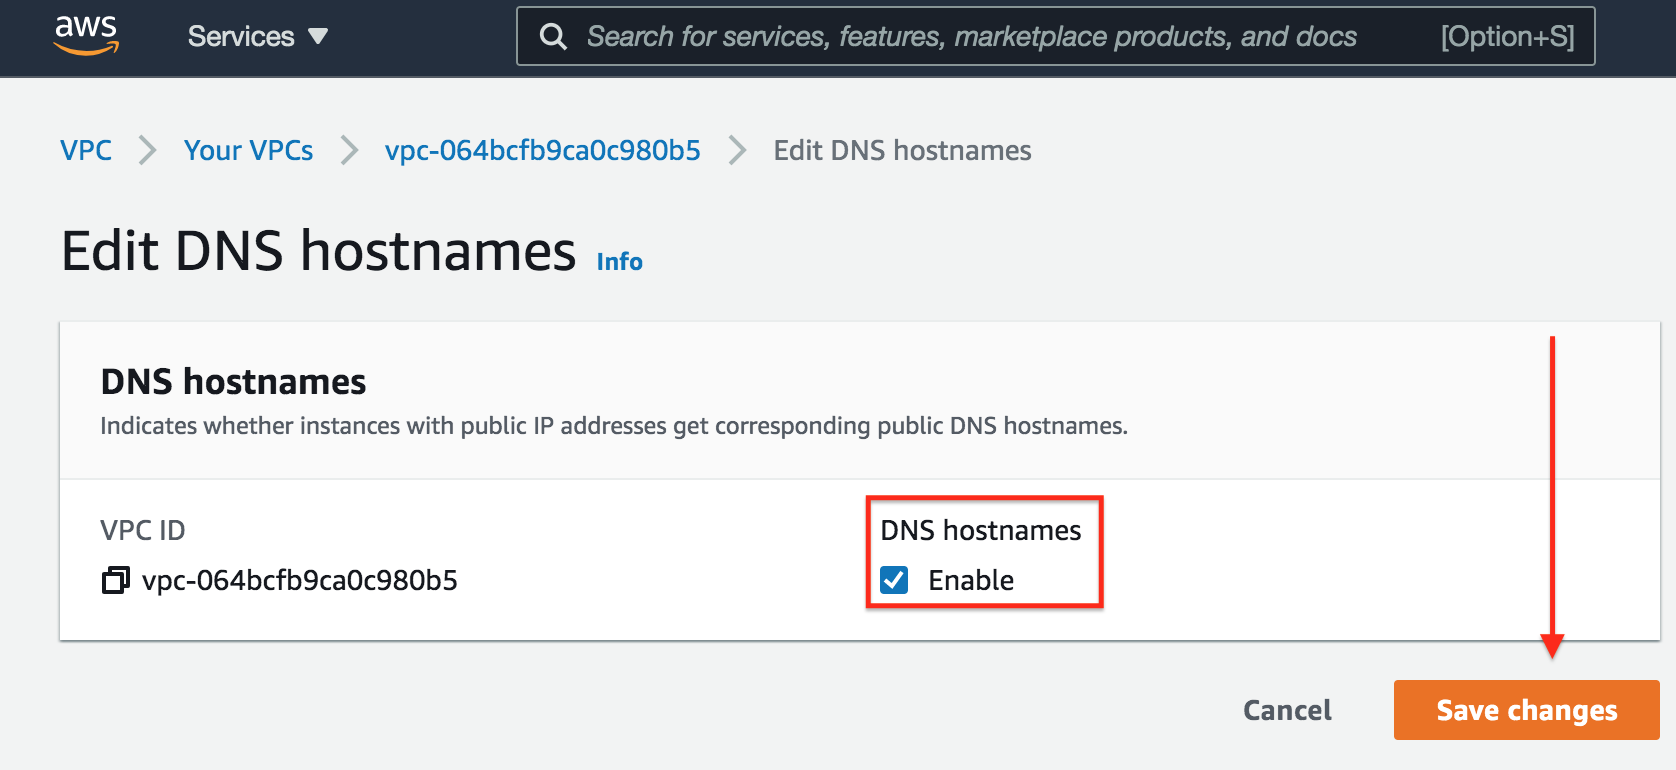 aws
Services
Search for services, features, marketplace products, and docs [Option+S]
VPC
Your VPCs
vpc-064bcfb9ca0c980b5
Edit DNS hostnames
Edit DNS hostnames Info
DNS hostnames
Indicates whether instances with public IP addresses get corresponding public DNS hostnames.
VPC ID
vpc-064bcfb9ca0c980b5
DNS hostnames
Enable
Cancel
Save changes